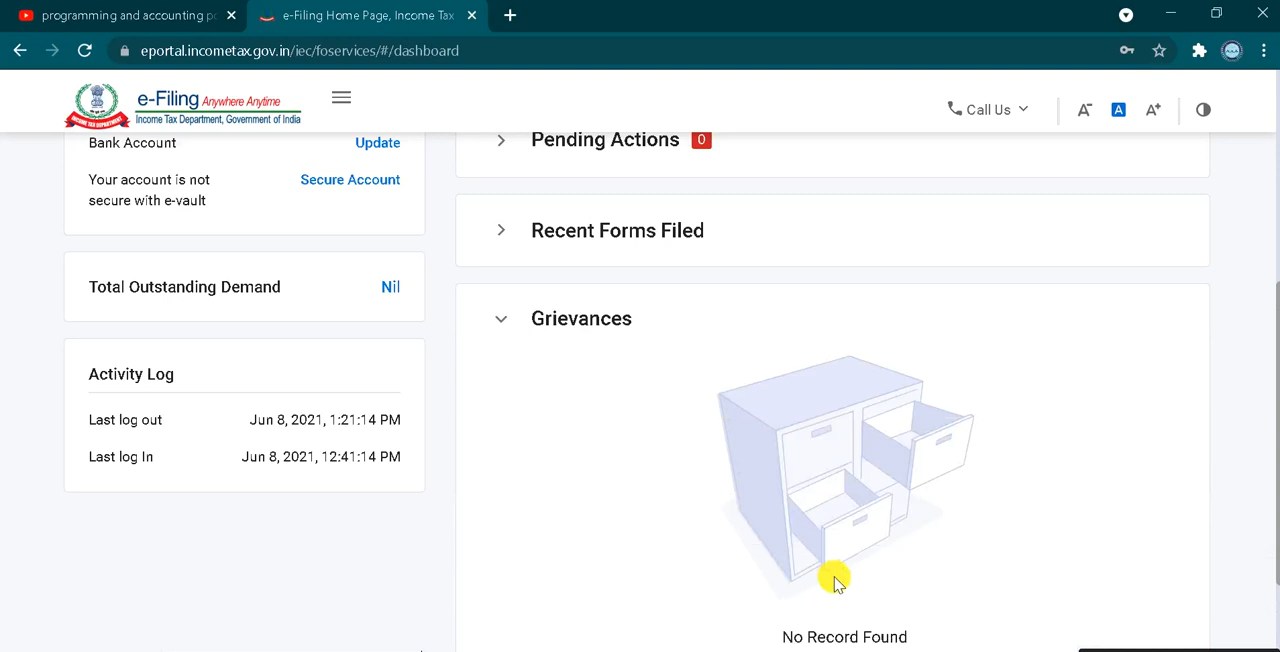 programming and accounting po
e-Filing Home Page, Income Tax
eportal.incometax.gov.in/iec/foservices/#/dashboard
e-Filing Anywhere Anytime
Income Tax Department, Government of India
Call Us
A-
A
A+
Bank Account
Update
Your account is not
secure with e-vault
Secure Account
Total Outstanding Demand
Nil
Activity Log
Last log out
Jun 8, 2021, 1:21:14 PM
Last log In
Jun 8, 2021, 12:41:14 PM
Pending Actions
0
Recent Forms Filed
Grievances
No Record Found